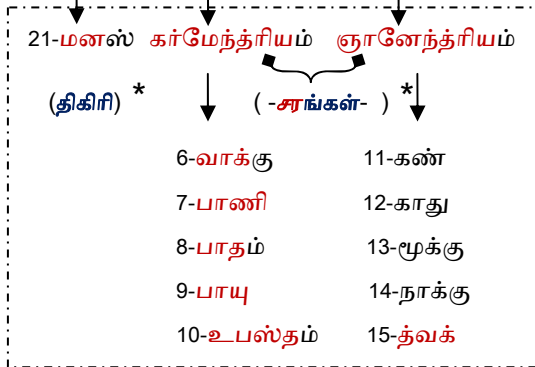 21-மனஸ் கர்மேந்த்ரியம் ஞானேந்த்ரியம்
(திகிரி) * ( -சரங்கள்- ) *
6-வாக்கு 11-கண்
7-பாணி 12-காது
8-பாதம் 13-மூக்கு
9-பாயு 14-நாக்கு
10-உபஸ்தம் 15-த்வக்